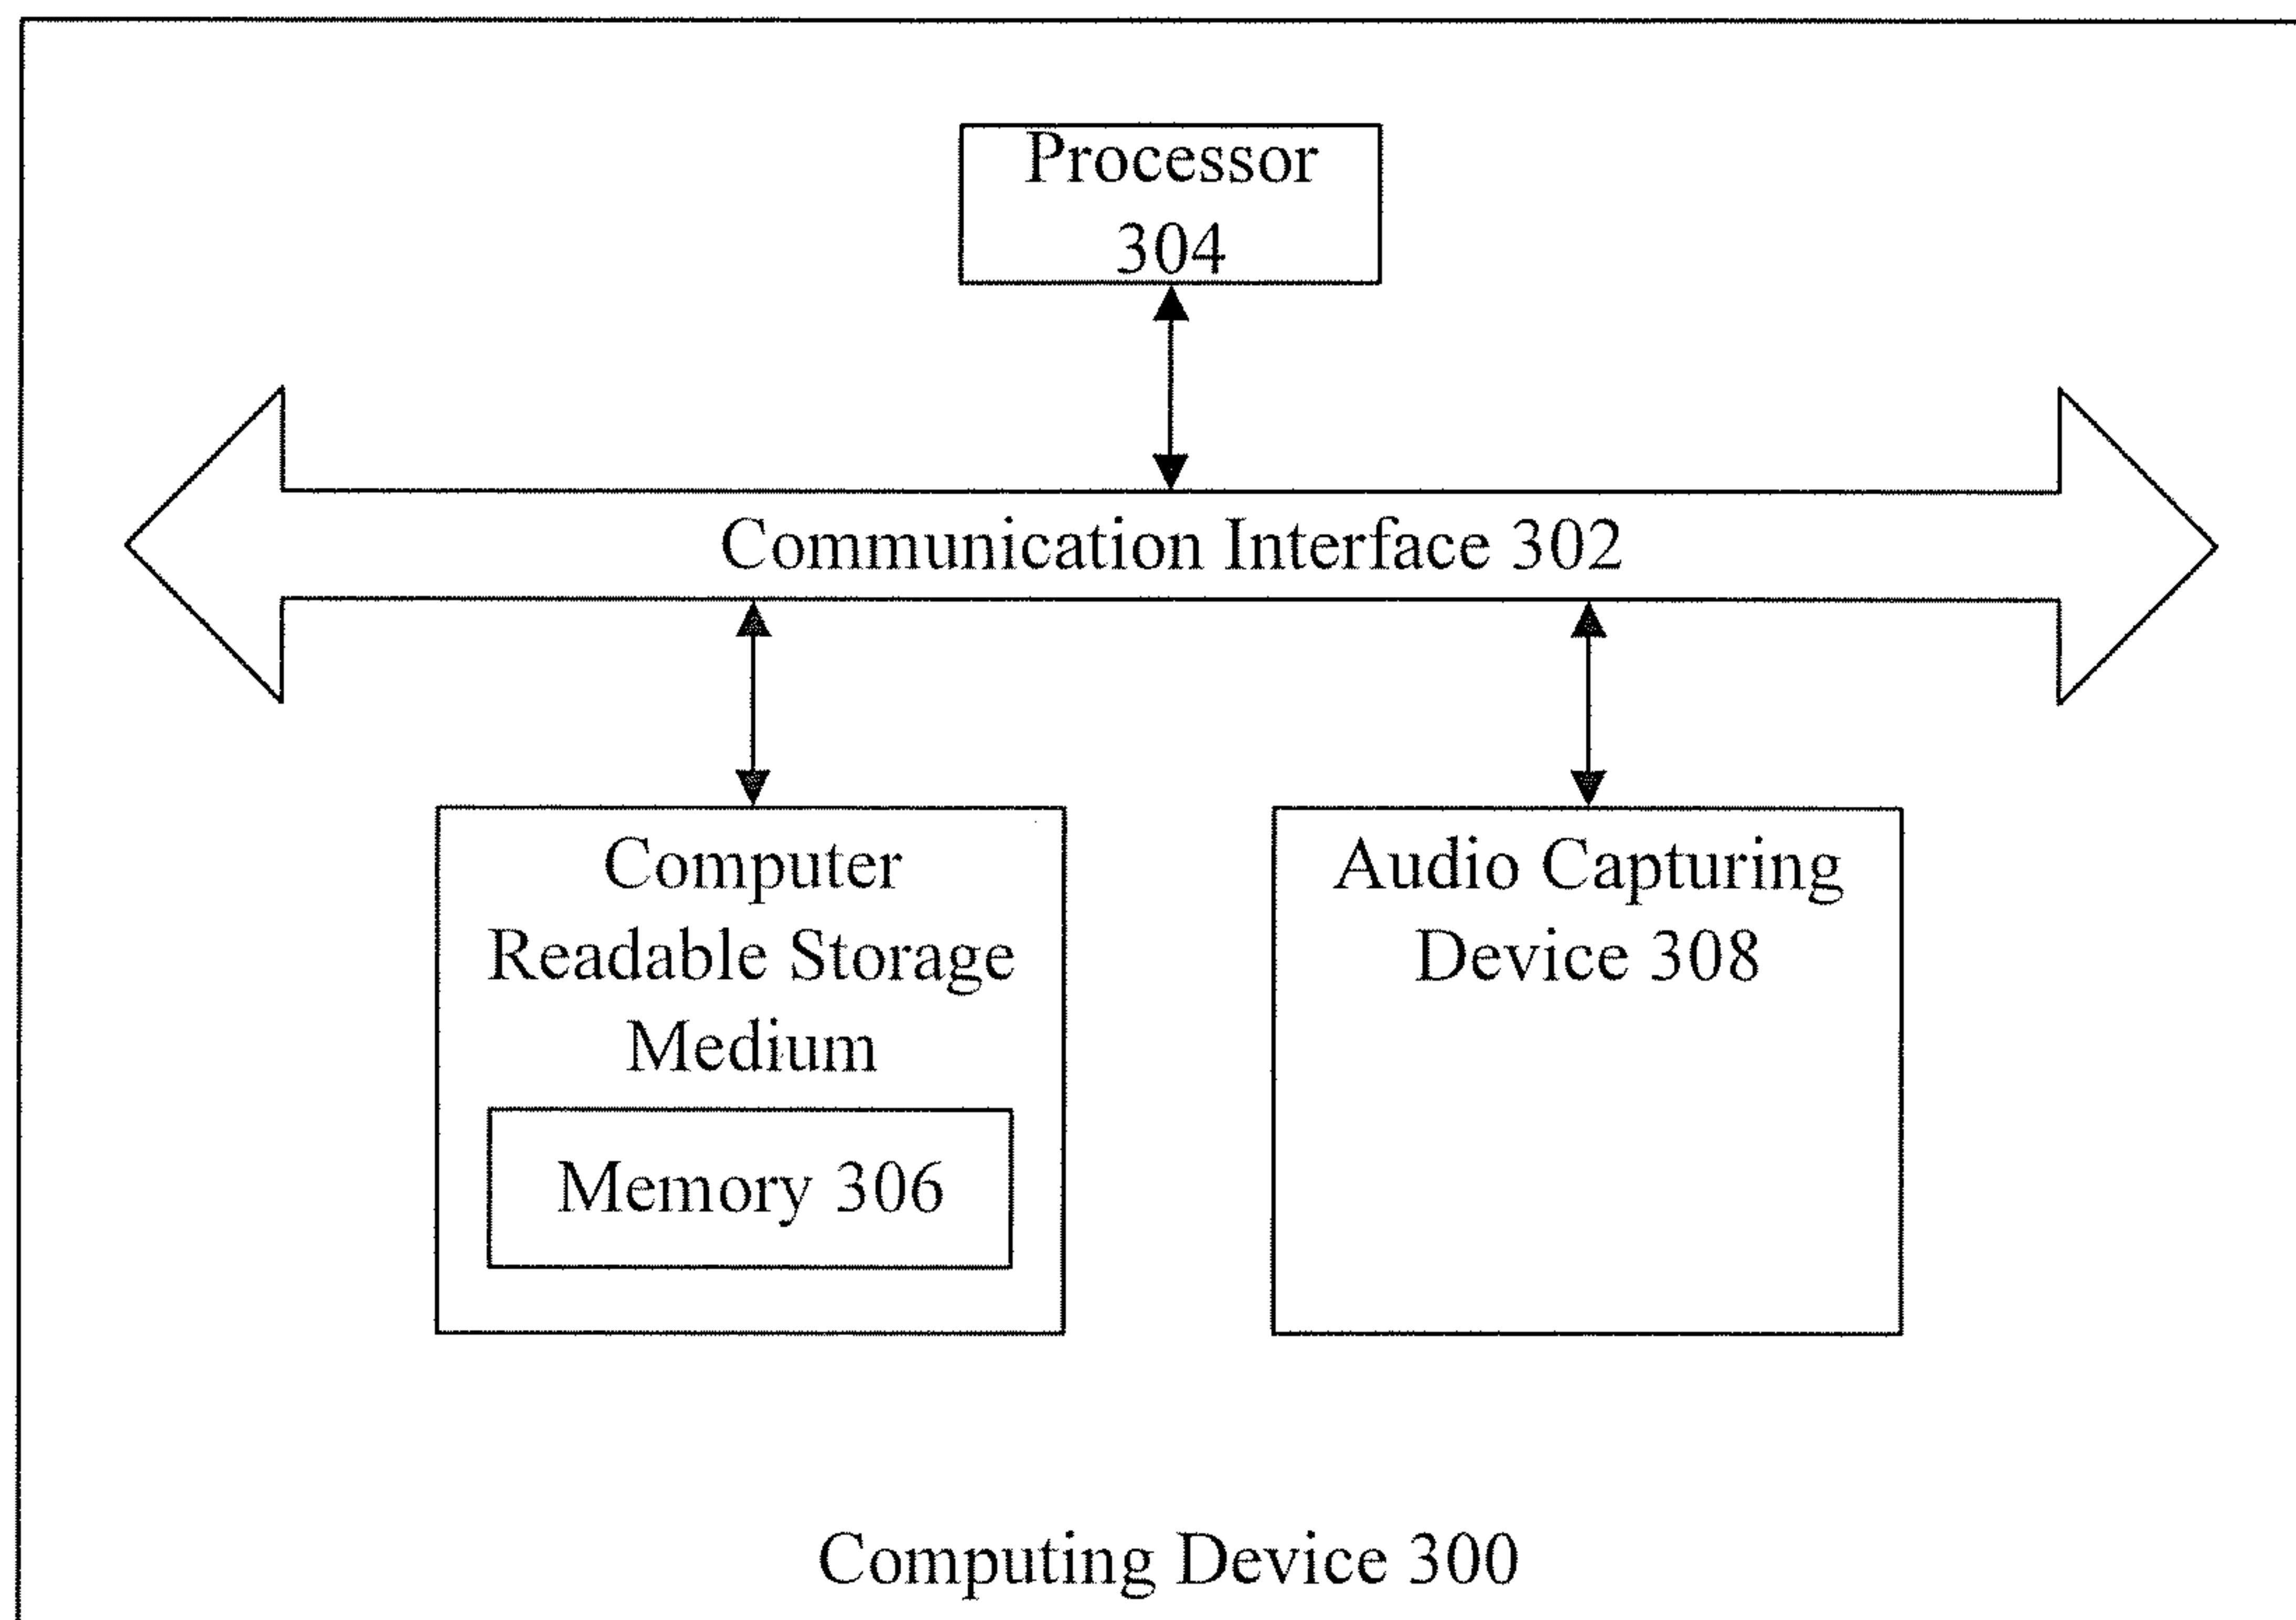 Processor
304
Communication Interface 302
Computer
Readable Storage
Medium
Memory 306
Audio Capturing
Device 308
Computing Device 300